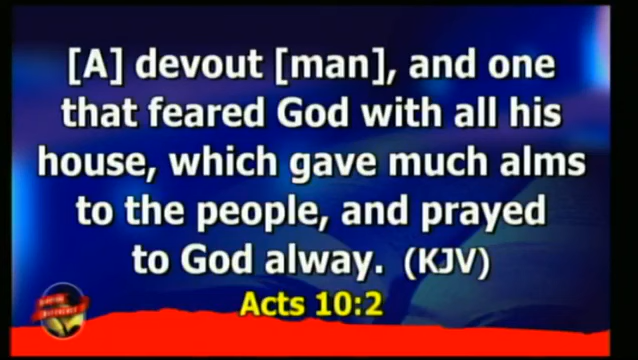 [A] devout [man], and one
that feared God with all his
house, which gave much alms
to the people, and prayed
to God alway. (KJV)
Acts 10:2